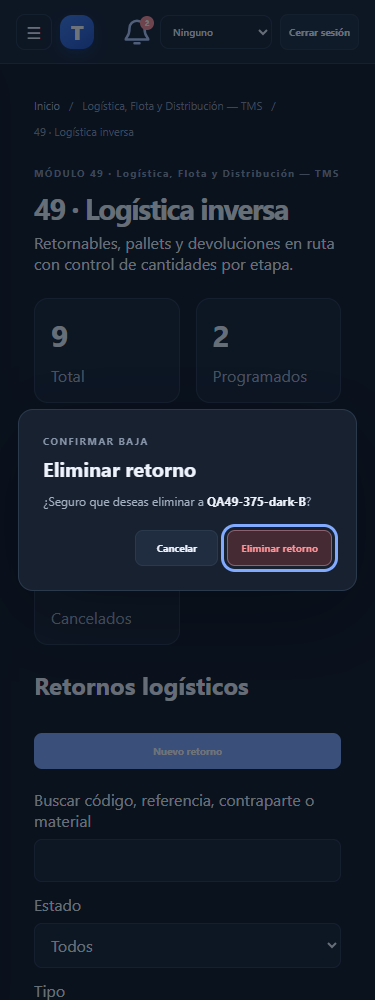 ☰
T
2
Ninguno
Cerrar sesión
Inicio / Logística, Flota y Distribución — TMS /
49 · Logística inversa
MÓDULO 49 · Logística, Flota y Distribución — TMS
49 · Logística inversa
Retornables, pallets y devoluciones en ruta
con control de cantidades por etapa.
9
Total
2
Programados
CONFIRMAR BAJA
Eliminar retorno
¿Seguro que deseas eliminar a QA49-375-dark-B?
Cancelar
Eliminar retorno
Cancelados
Retornos logísticos
Nuevo retorno
Buscar código, referencia, contraparte o
material
Estado
Todos
Tipo